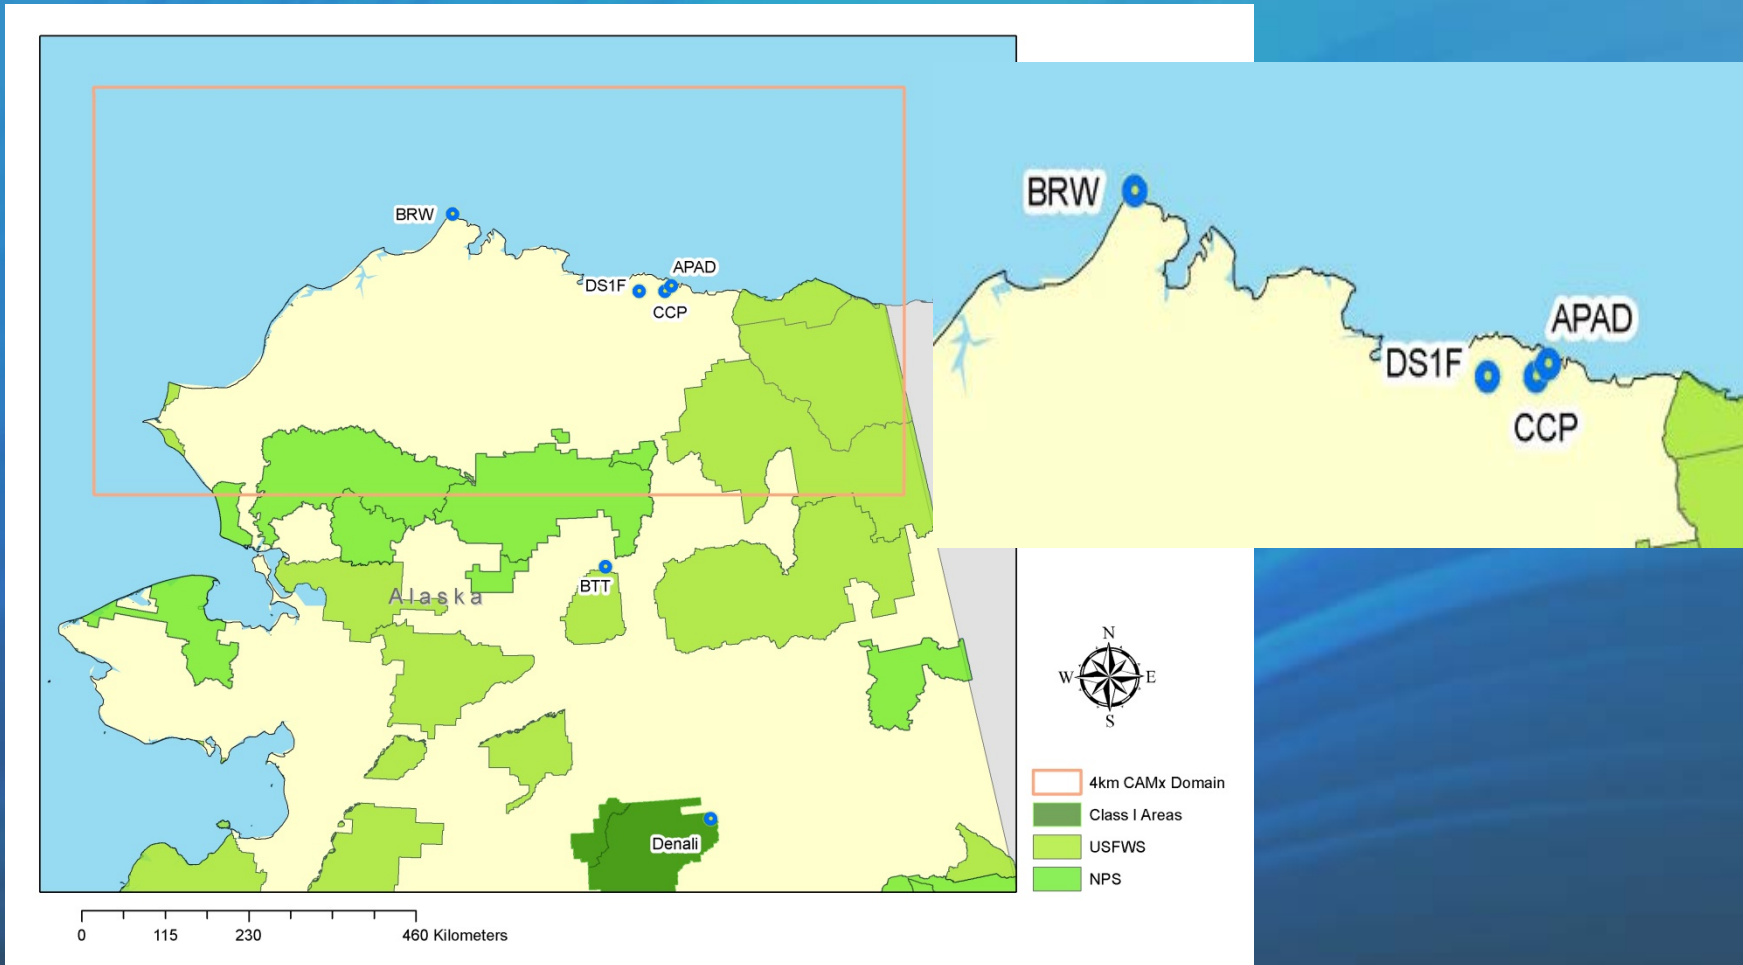 BRW
APAD
DS1F
CCP
BTT
Alaska
Denali
BRW
APAD
DS1F
CCP
N
W E
S
4km CAMx Domain
Class I Areas
USFWS
NPS
0 115 230 460 Kilometers